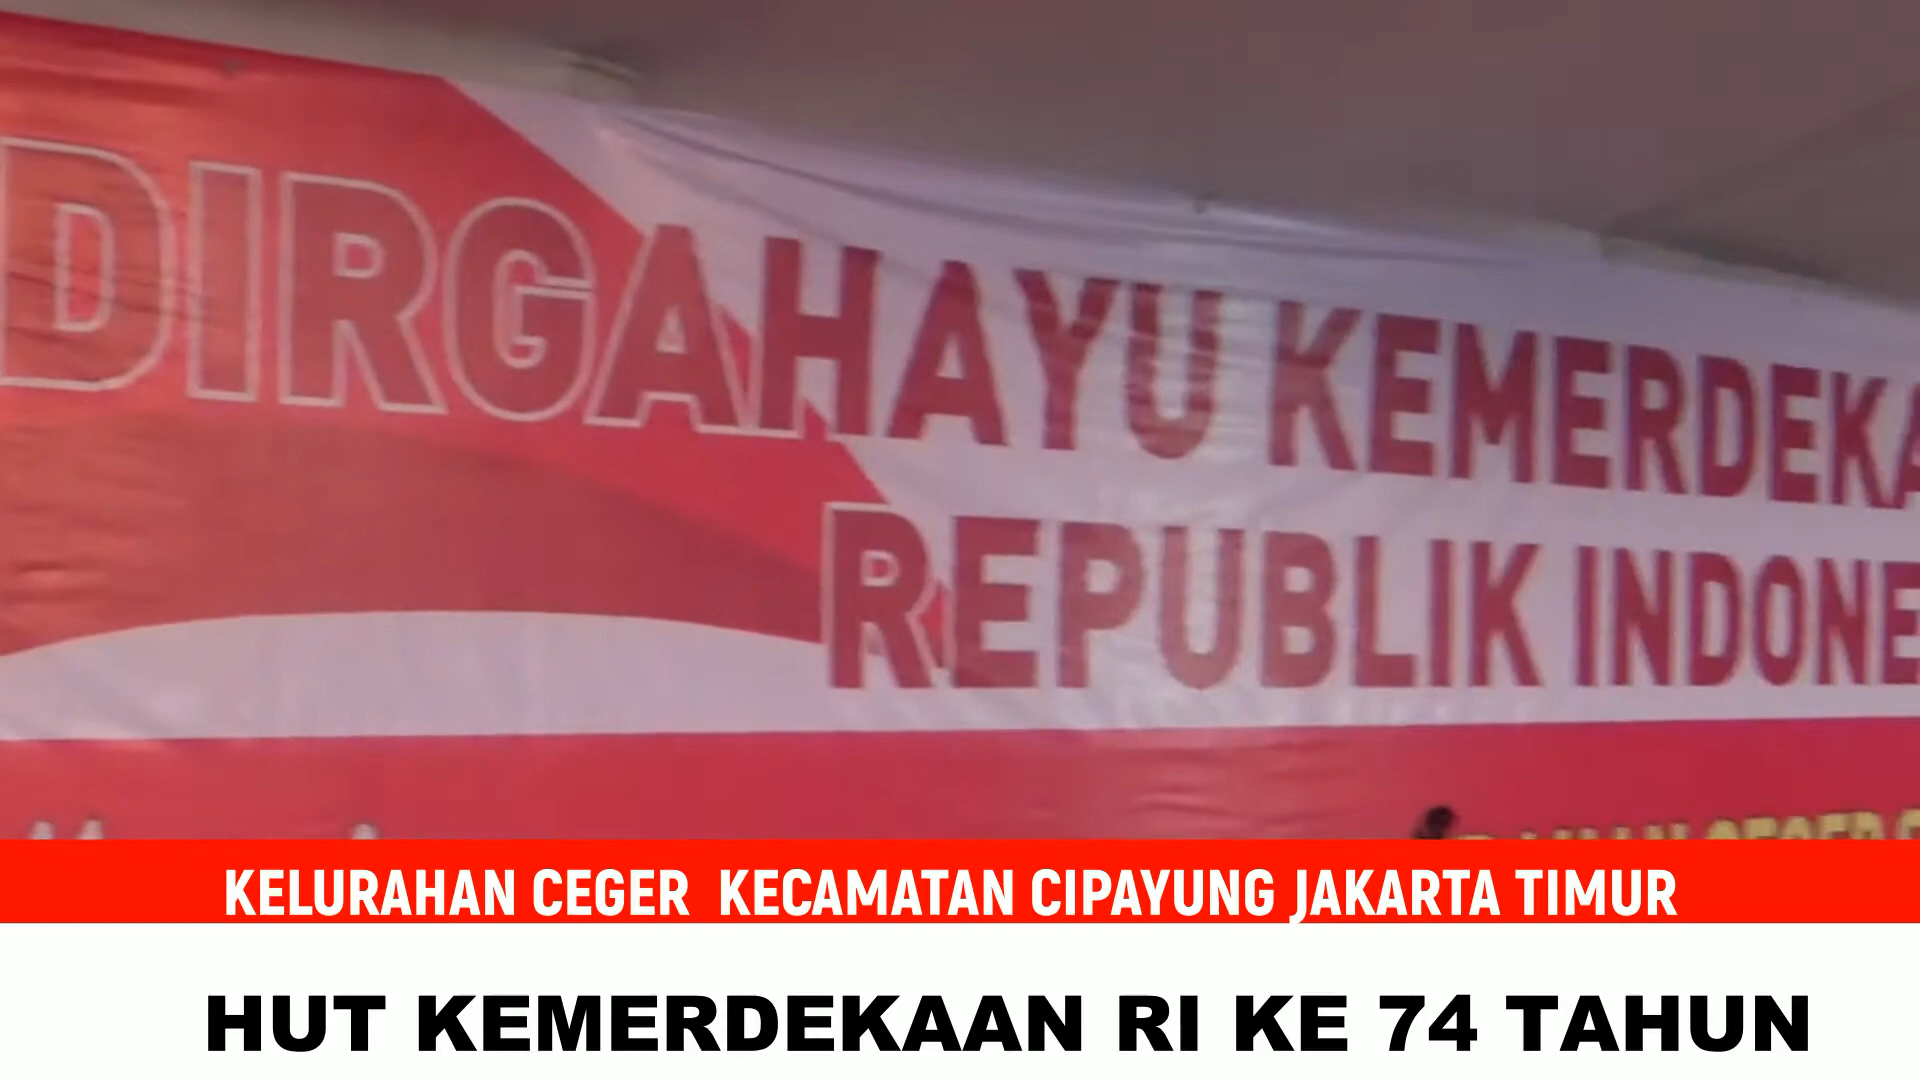 DIRGAHAYU KEMERDEKA
REPUBLIK INDONE
KELURAHAN CEGER KECAMATAN CIPAYUNG JAKARTA TIMUR
HUT KEMERDEKAAN RI KE 74 TAHUN